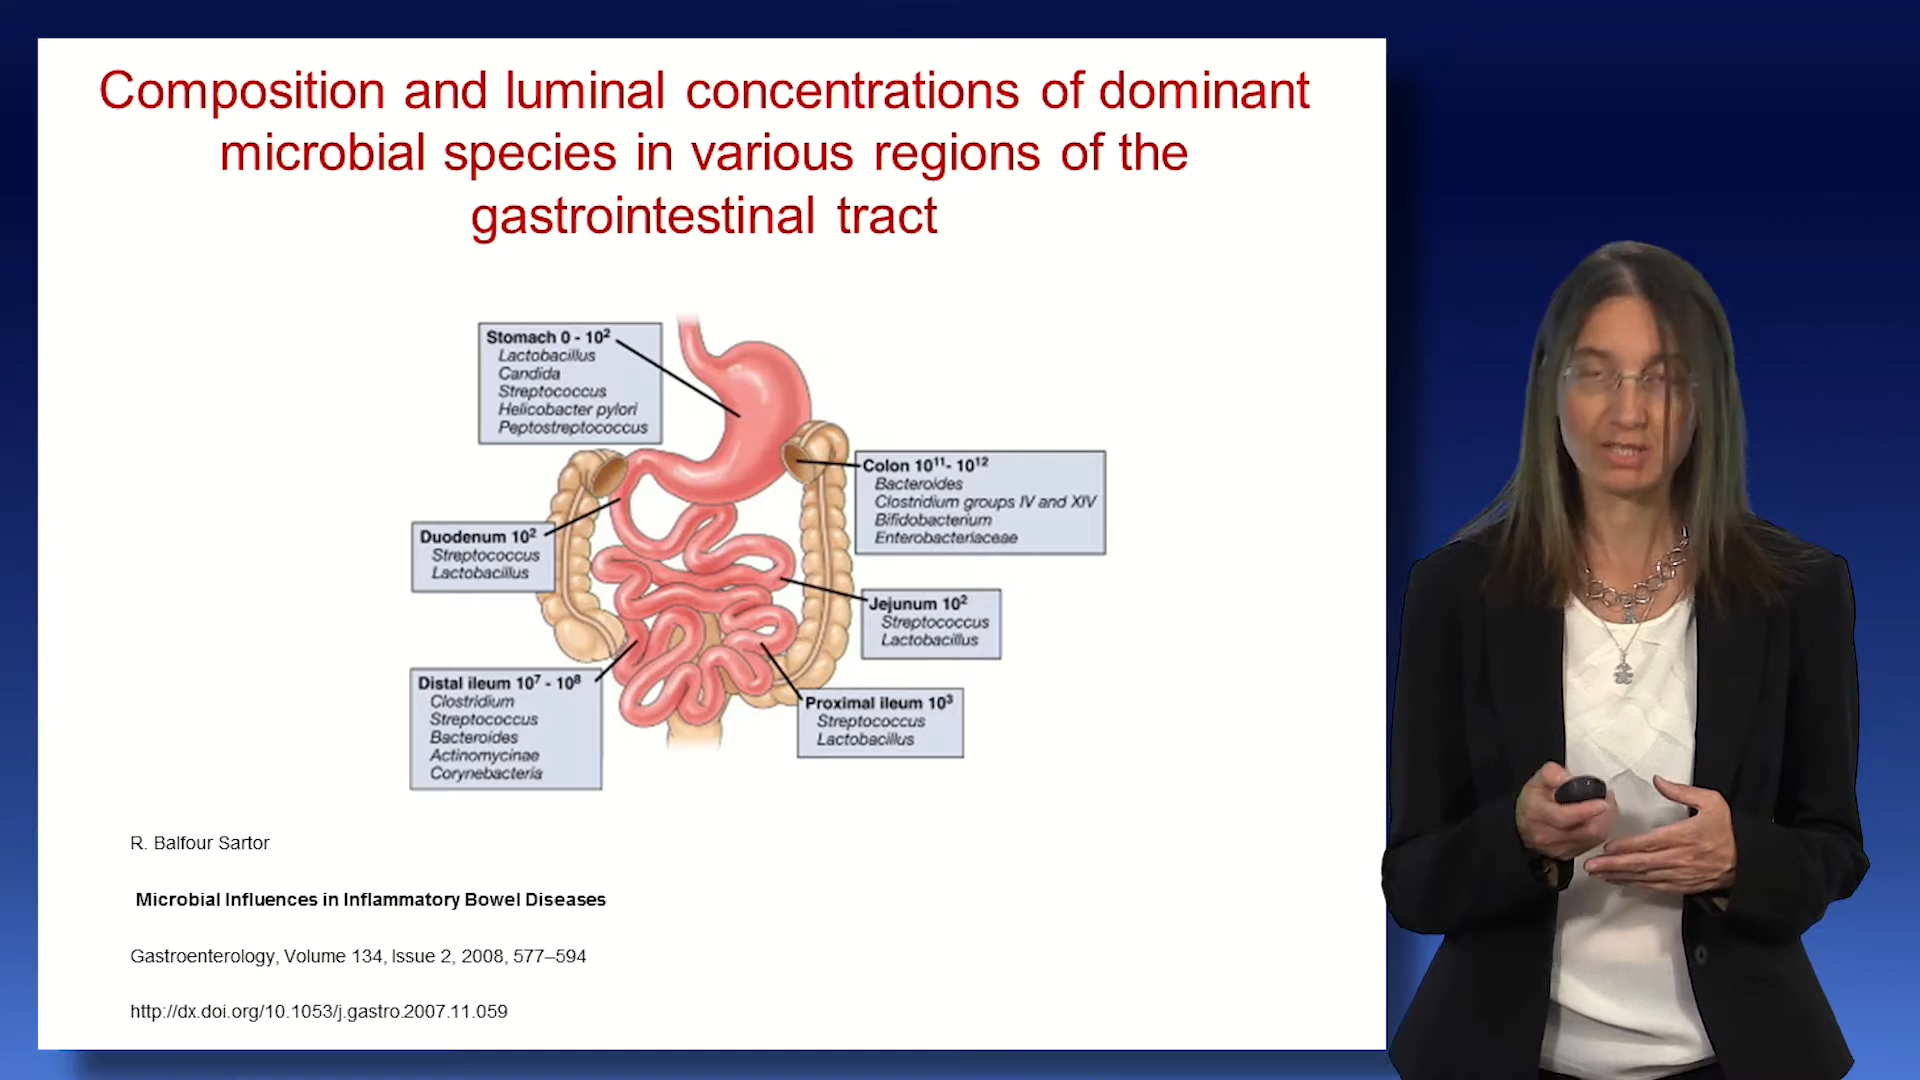 Composition and luminal concentrations of dominant
microbial species in various regions of the
gastrointestinal tract
Stomach 0 - 10²
Lactobacillus
Candida
Streptococcus
Helicobacter pylori
Peptostreptococcus
Colon 10¹¹- 10¹²
Bacteroides
Clostridium groups IV and XIV
Bifidobacterium
Enterobacteriaceae
Duodenum 10²
Streptococcus
Lactobacillus
Jejunum 10²
Streptococcus
Lactobacillus
Distal ileum 10⁷ - 10⁸
Clostridium
Streptococcus
Bacteroides
Actinomycinae
Corynebacteria
Proximal ileum 10³
Streptococcus
Lactobacillus
R. Balfour Sartor
Microbial Influences in Inflammatory Bowel Diseases
Gastroenterology, Volume 134, Issue 2, 2008, 577–594
http://dx.doi.org/10.1053/j.gastro.2007.11.059